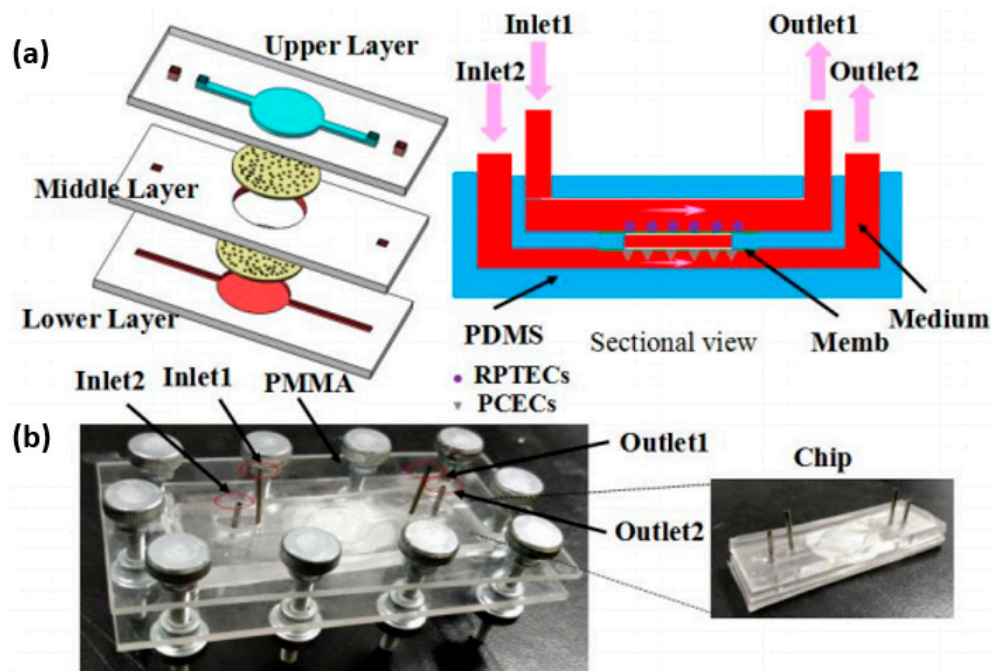 (a)
Upper Layer
Middle Layer
Lower Layer
Inlet1
Inlet2
Outlet1
Outlet2
PDMS
Sectional view
Memb
Medium
RPTECs
PCECs
(b)
Inlet2
Inlet1
PMMA
Outlet1
Outlet2
Chip